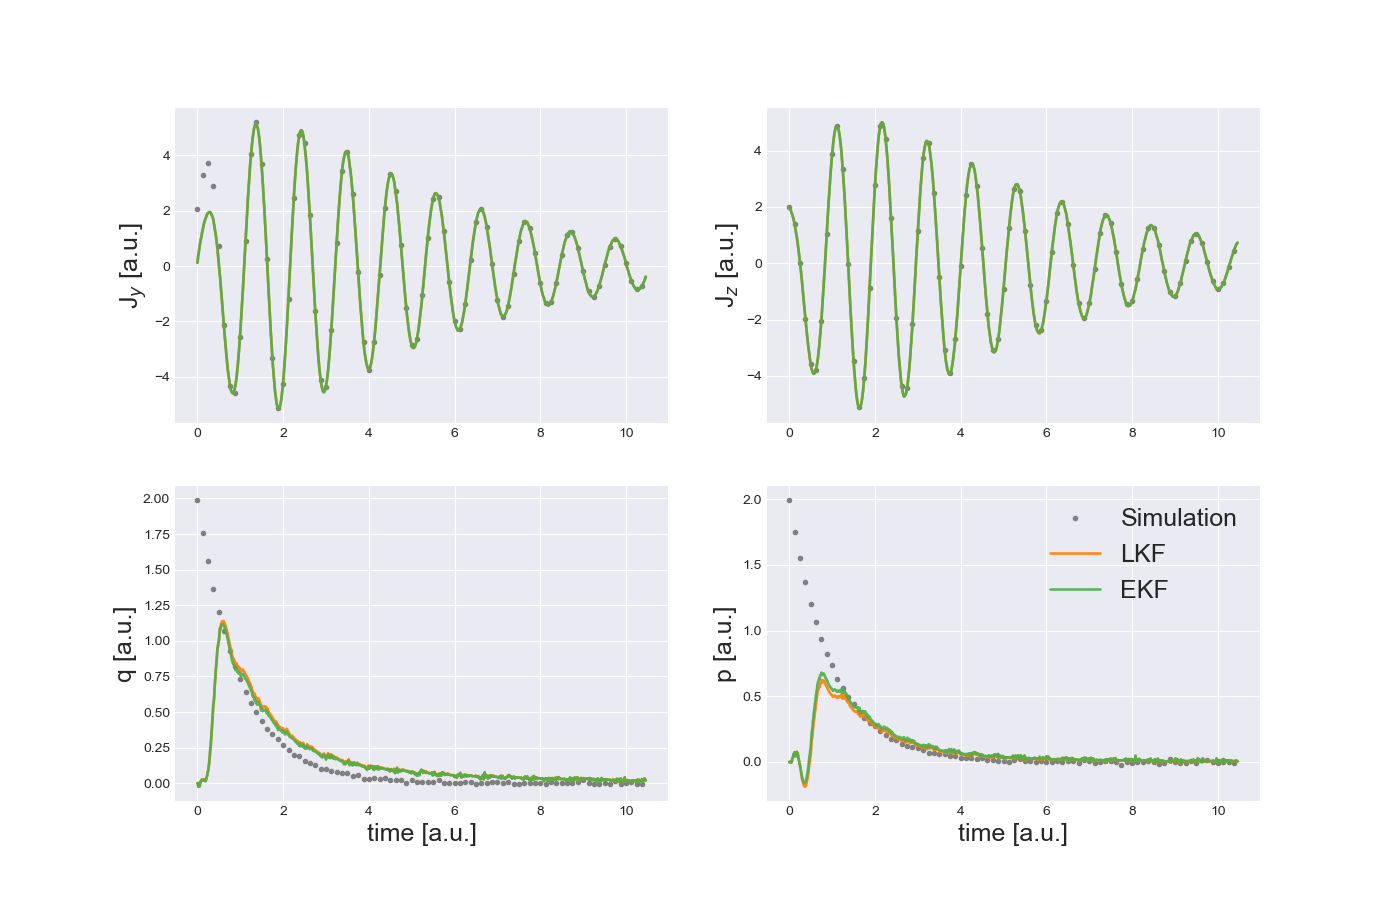 J_y [a.u.]
4
2
0
−2
−4
0 2 4 6 8 10
J_z [a.u.]
4
2
0
−2
−4
0 2 4 6 8 10
q [a.u.]
2.00
1.75
1.50
1.25
1.00
0.75
0.50
0.25
0.00
0 2 4 6 8 10
time [a.u.]
p [a.u.]
2.0
1.5
1.0
0.5
0.0
0 2 4 6 8 10
time [a.u.]
Simulation
LKF
EKF